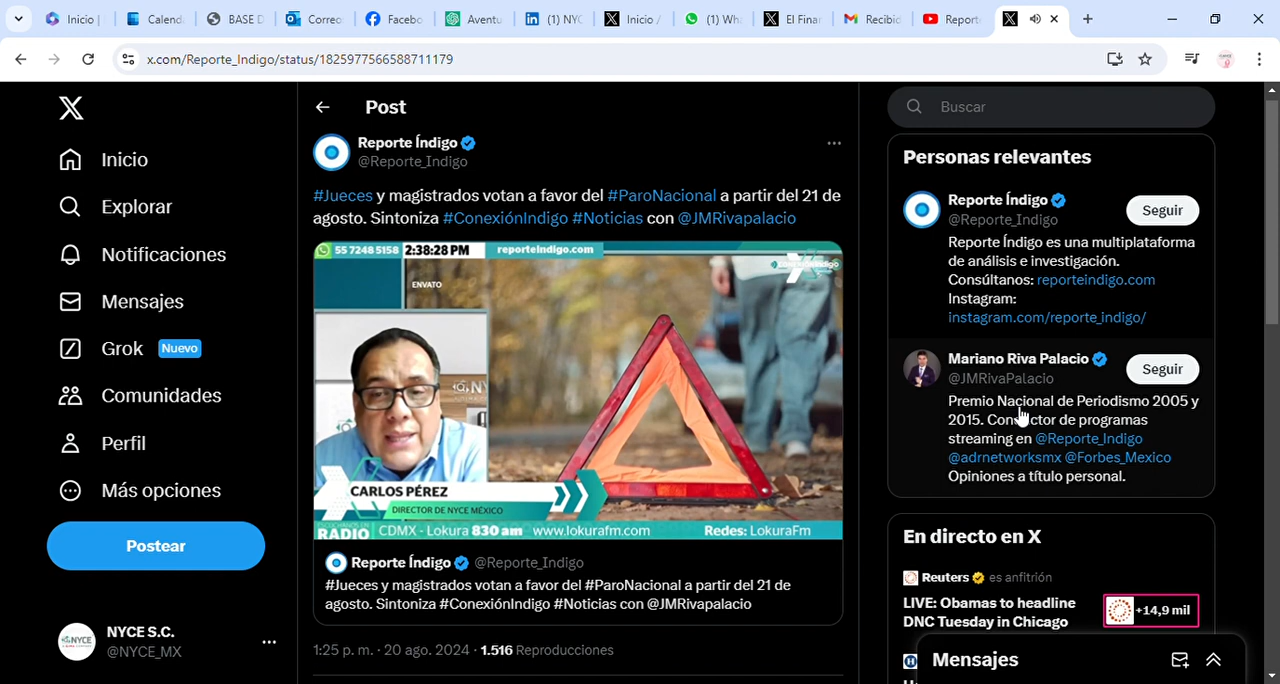 Inicio |
Calend
BASE D
Correo
Facebo
Aventu
(1) NYC
Inicio /
(1) Wh
El Finar
Recibid
Reporte
x.com/Reporte_Indigo/status/1825977566588711179
Inicio
Explorar
Notificaciones
Mensajes
Grok Nuevo
Comunidades
Perfil
Más opciones
Postear
NYCE S.C.
@NYCE_MX
Post
Reporte Índigo
@Reporte_Indigo
#Jueces y magistrados votan a favor del #ParoNacional a partir del 21 de
agosto. Sintoniza #ConexiónIndigo #Noticias con @JMRivapalacio
55 7248 5158 2:38:28 PM reporteindigo.com
ENVATO
CARLOS PÉREZ
DIRECTOR DE NYCE MÉXICO
ESCÚCHANOS EN
RADIO CDMX - Lokura 830 am www.lokurafm.com Redes: LokuraFm
Reporte Índigo @Reporte_Indigo
#Jueces y magistrados votan a favor del #ParoNacional a partir del 21 de
agosto. Sintoniza #ConexiónIndigo #Noticias con @JMRivapalacio
1:25 p. m. · 20 ago. 2024 · 1.516 Reproducciones
Buscar
Personas relevantes
Reporte Índigo
@Reporte_Indigo
Seguir
Reporte Índigo es una multiplataforma
de análisis e investigación.
Consúltanos: reporteindigo.com
Instagram:
instagram.com/reporte_indigo/
Mariano Riva Palacio
@JMRivaPalacio
Seguir
Premio Nacional de Periodismo 2005 y
2015. Conductor de programas
streaming en @Reporte_Indigo
@adrnetworksmx @Forbes_Mexico
Opiniones a título personal.
En directo en X
Reuters es anfitrión
LIVE: Obamas to headline
DNC Tuesday in Chicago
+14,9 mil
Mensajes